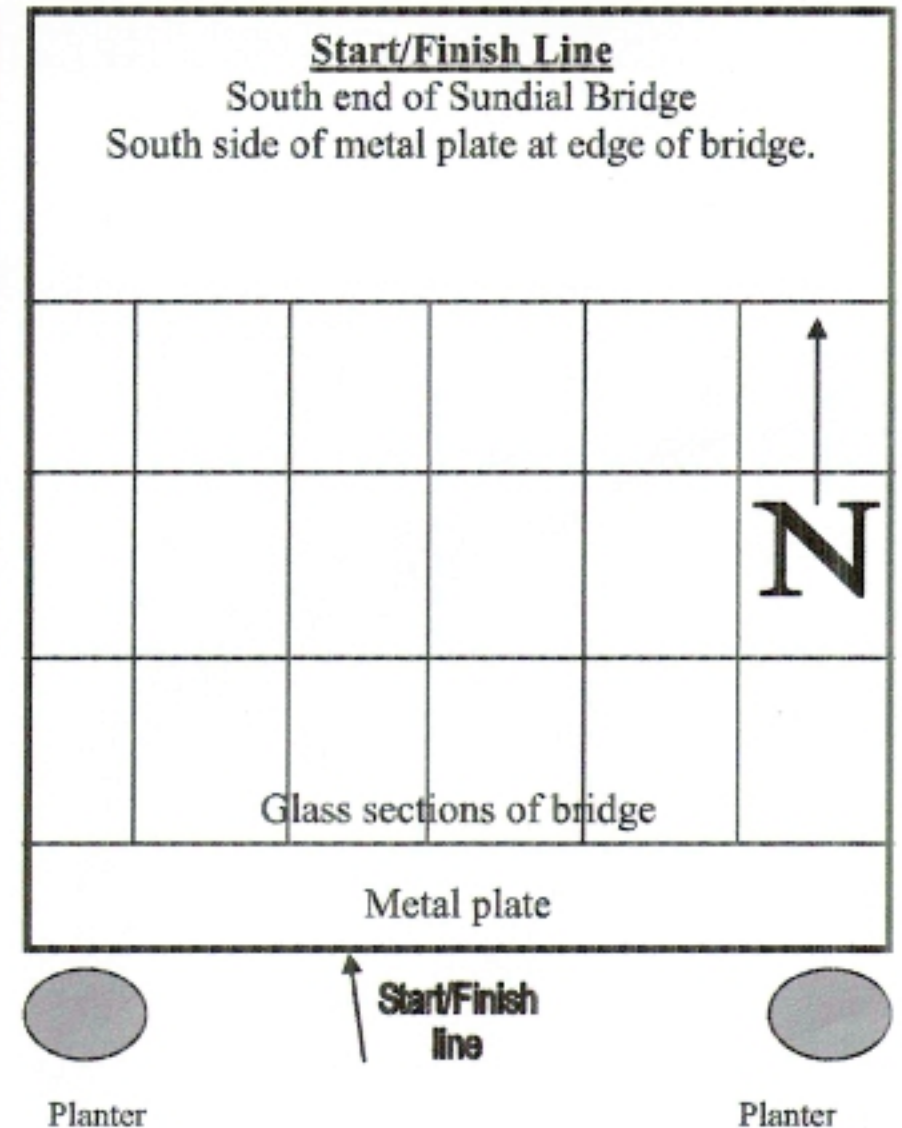 Start/Finish Line
South end of Sundial Bridge
South side of metal plate at edge of bridge.
N
Glass sections of bridge
Metal plate
Start/Finish
line
Planter
Planter